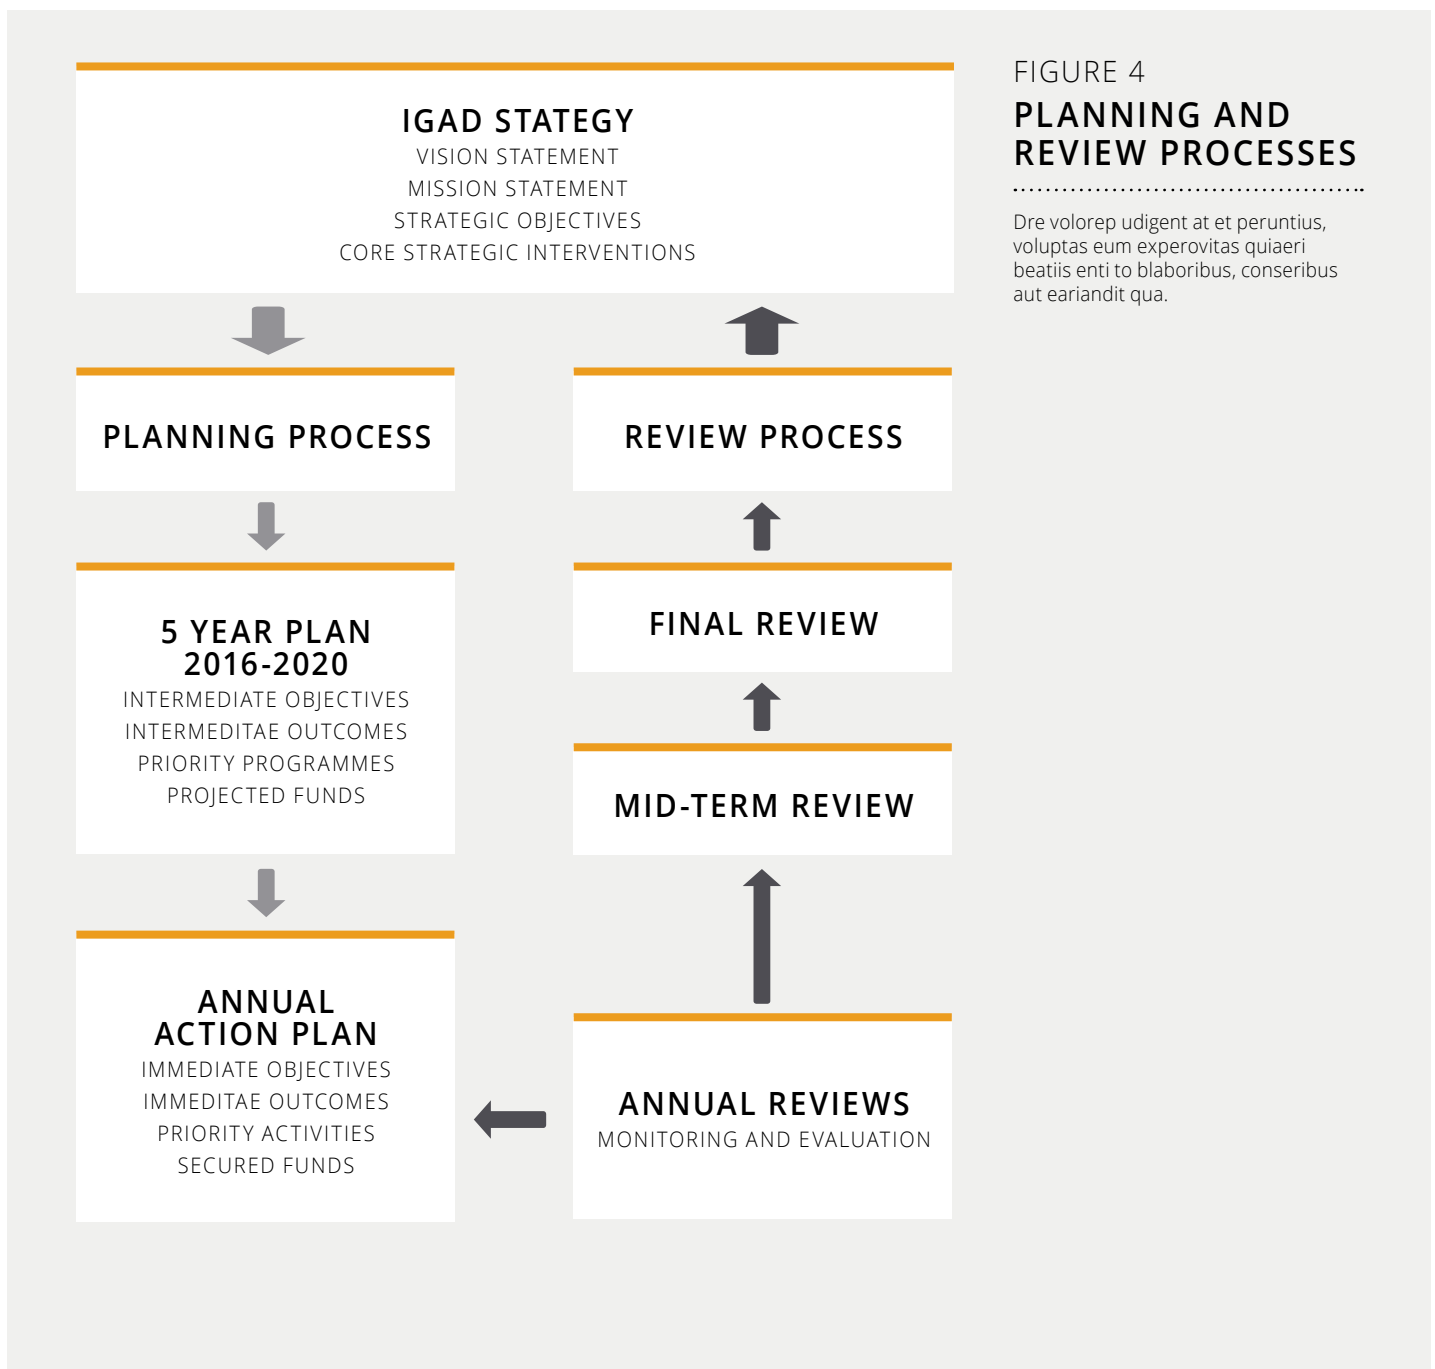 FIGURE 4
PLANNING AND
REVIEW PROCESSES
Dre volorep udigent at et peruntius,
voluptas eum experovitas quiaeri
beatiis enti to blaboribus, conseribus
aut eariandit qua.
IGAD STATEGY
VISION STATEMENT
MISSION STATEMENT
STRATEGIC OBJECTIVES
CORE STRATEGIC INTERVENTIONS
PLANNING PROCESS
5 YEAR PLAN
2016-2020
INTERMEDIATE OBJECTIVES
INTERMEDITAE OUTCOMES
PRIORITY PROGRAMMES
PROJECTED FUNDS
ANNUAL
ACTION PLAN
IMMEDIATE OBJECTIVES
IMMEDITAE OUTCOMES
PRIORITY ACTIVITIES
SECURED FUNDS
REVIEW PROCESS
FINAL REVIEW
MID-TERM REVIEW
ANNUAL REVIEWS
MONITORING AND EVALUATION